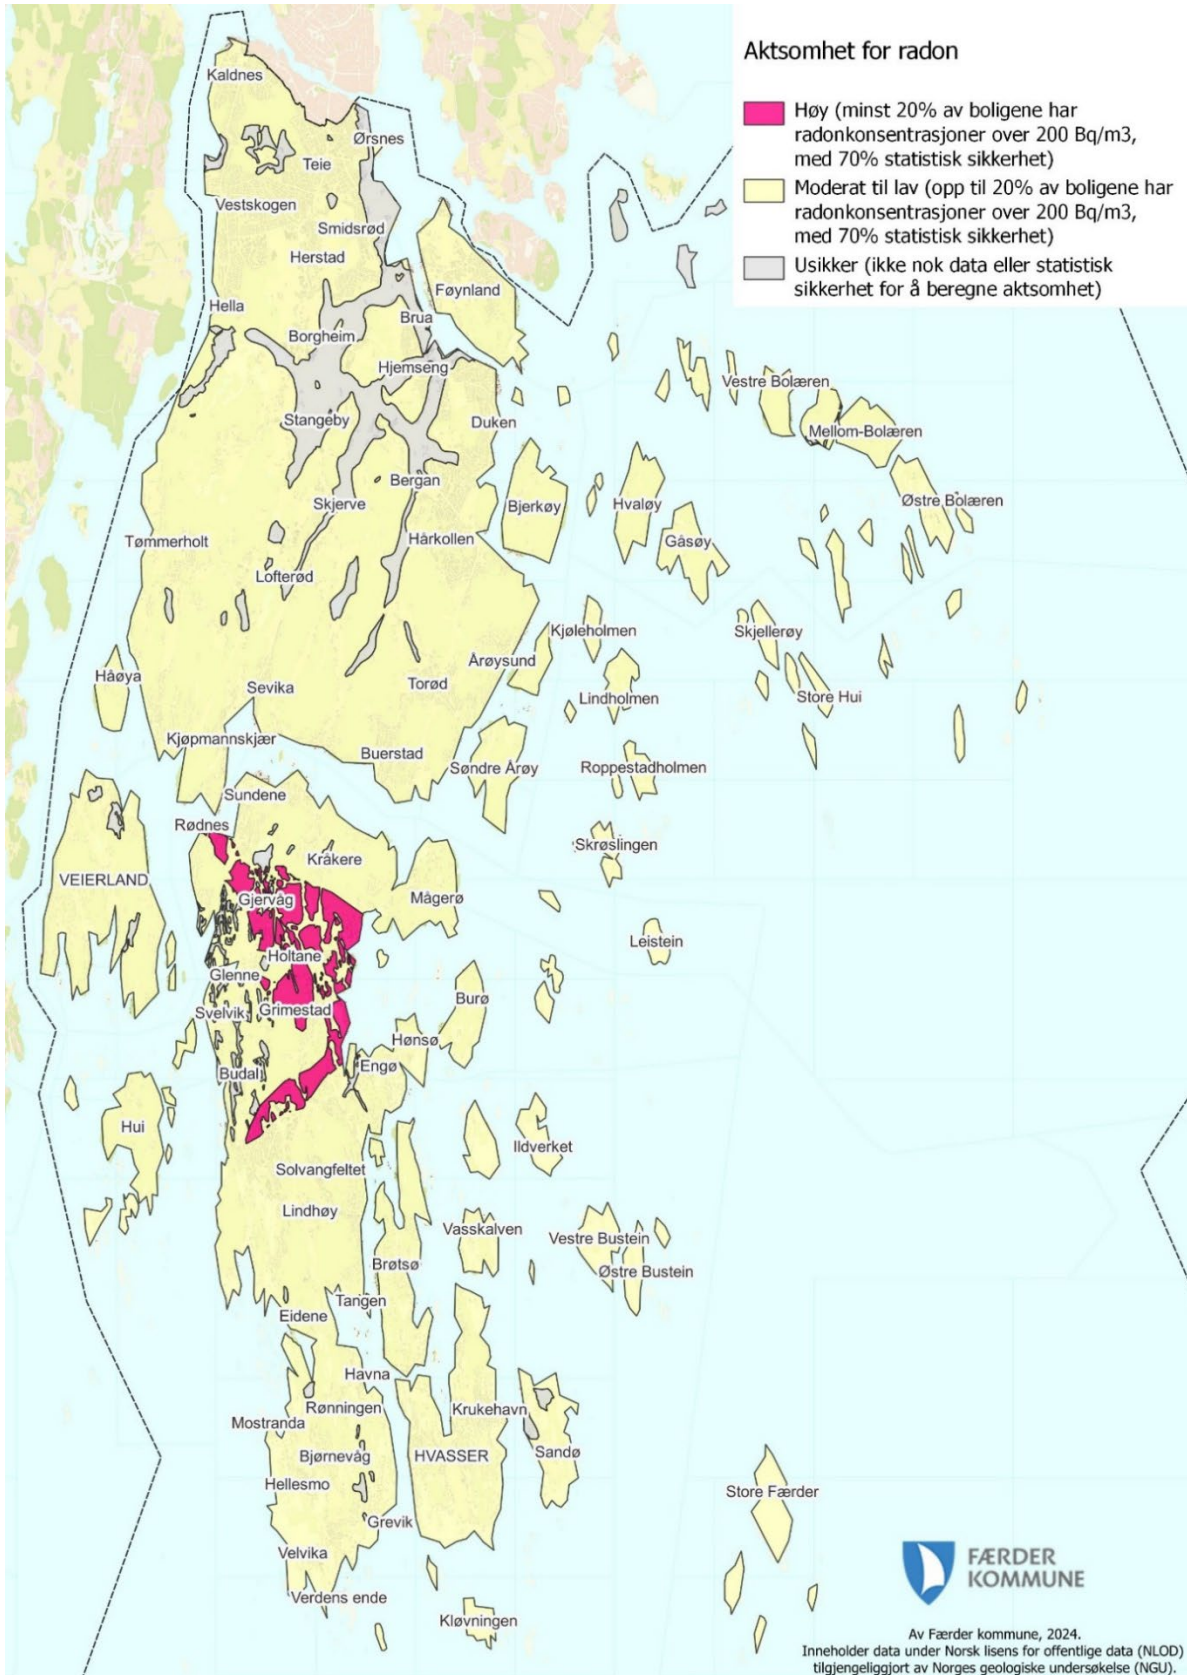 Aktsomhet for radon
Høy (minst 20% av boligene har
radonkonsentrasjoner over 200 Bq/m3,
med 70% statistisk sikkerhet)
Moderat til lav (opp til 20% av boligene har
radonkonsentrasjoner over 200 Bq/m3,
med 70% statistisk sikkerhet)
Usikker (ikke nok data eller statistisk
sikkerhet for å beregne aktsomhet)
Kaldnes
Ørsnes
Teie
Vestskogen
Smidsrød
Herstad
Føynland
Hella
Brua
Borgheim
Hjemseng
Vestre Bolæren
Stangeby
Duken
Mellom-Bolæren
Bergan
Skjerve
Bjerkøy
Hvaløy
Østre Bolæren
Tømmerholt
Hårkollen
Gåsøy
Lofterød
Kjøleholmen
Skjellerøy
Årøysund
Håøya
Sevika
Torød
Lindholmen
Store Hui
Kjøpmannskjær
Buerstad
Søndre Årøy
Roppestadholmen
Sundene
Rødnes
Skrøslingen
Kråkere
VEIERLAND
Gjervåg
Mågerø
Leistein
Holtane
Glenne
Burø
Svelvik
Grimestad
Hønsø
Engø
Budal
Hui
Ildverket
Solvangfeltet
Lindhøy
Vasskalven
Vestre Bustein
Brøtsø
Østre Bustein
Tangen
Eidene
Havna
Rønningen
Krukehavn
Mostranda
Bjørnevåg
HVASSER
Sandø
Hellesmo
Store Færder
Grevik
Velvika
Verdens ende
Kløvningen
FÆRDER
KOMMUNE
Av Færder kommune, 2024.
Inneholder data under Norsk lisens for offentlige data (NLOD)
tilgjengeliggjort av Norges geologiske undersøkelse (NGU).